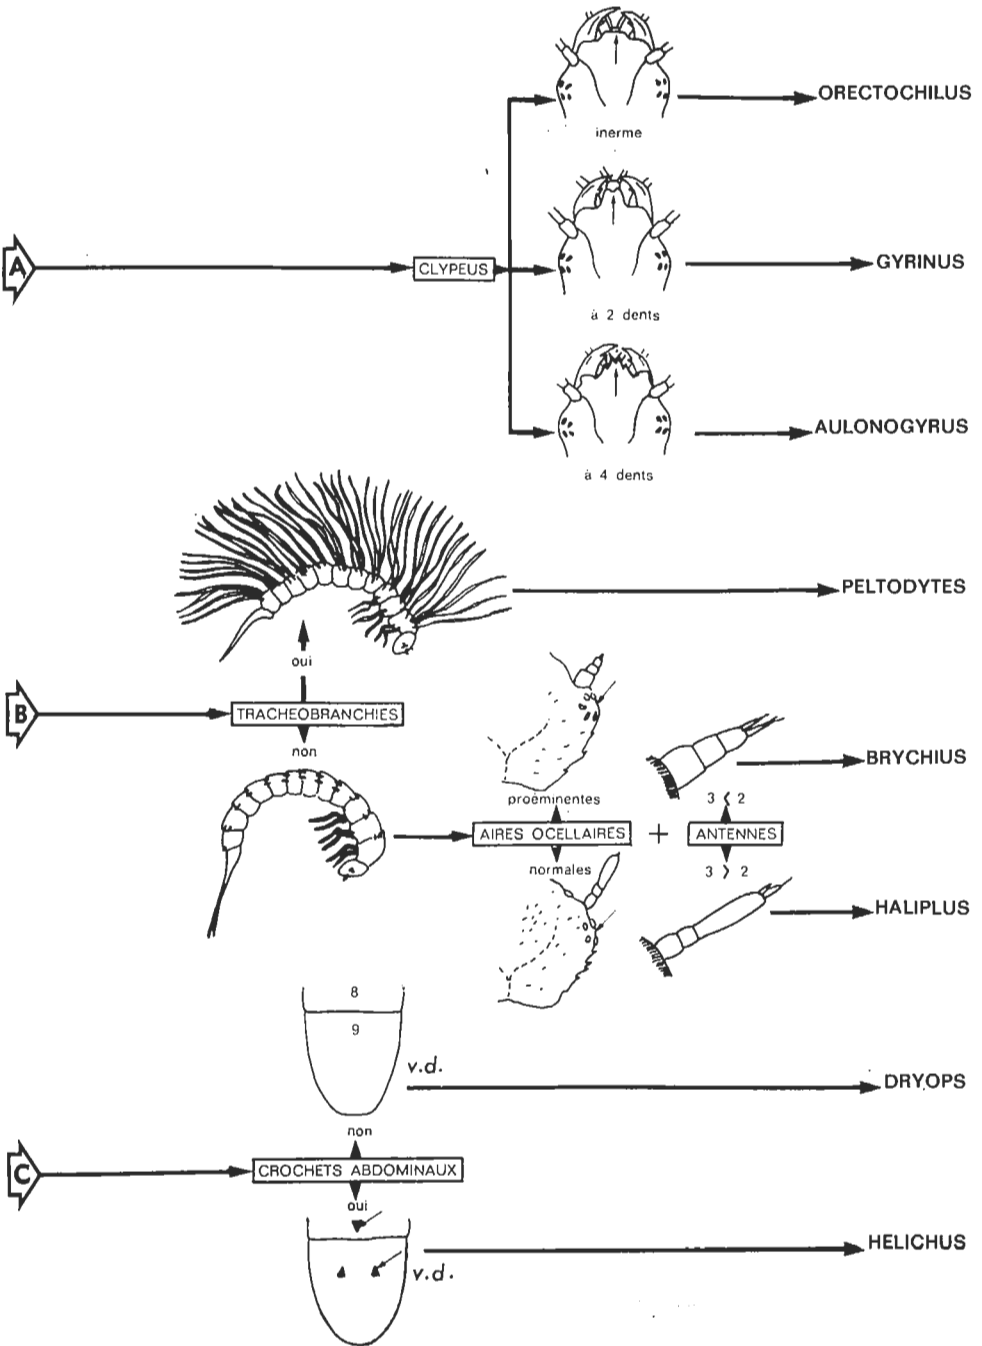 ORECTOCHILUS
inerme
A
CLYPEUS
GYRINUS
à 2 dents
AULONOGYRUS
à 4 dents
PELTODYTES
oui
B
TRACHEOBRANCHIES
non
BRYCHIUS
proéminentes
3 < 2
AIRES OCELLAIRES + ANTENNES
normales
3 > 2
HALIPLUS
8
9
v.d.
DRYOPS
non
C
CROCHETS ABDOMINAUX
oui
HELICHUS
v.d.